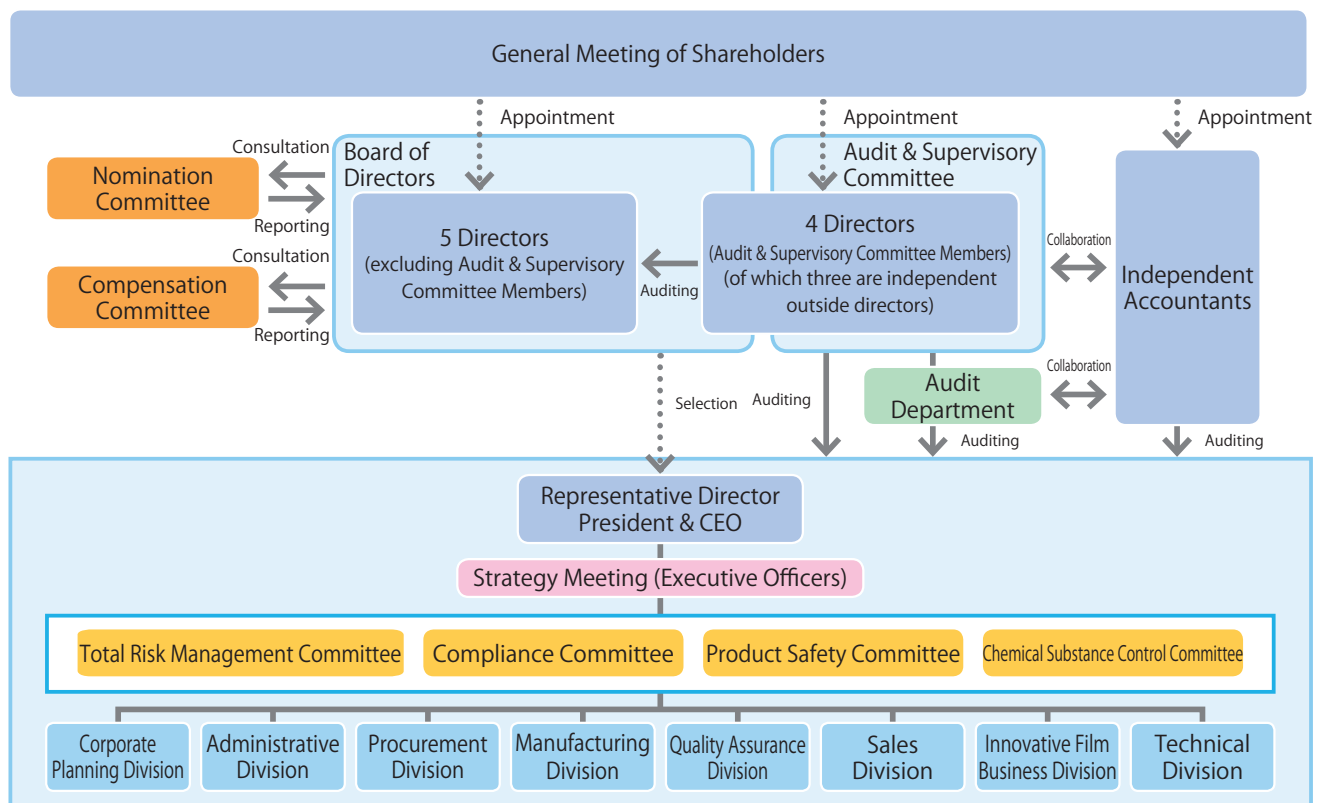 General Meeting of Shareholders
Appointment
Appointment
Appointment
Consultation
Nomination
Committee
Reporting
Consultation
Compensation
Committee
Reporting
Board of
Directors
5 Directors
(excluding Audit & Supervisory
Committee Members)
Auditing
Audit & Supervisory
Committee
4 Directors
(Audit & Supervisory Committee Members)
(of which three are independent
outside directors)
Collaboration
Independent
Accountants
Collaboration
Audit
Department
Selection
Auditing
Auditing
Auditing
Representative Director
President & CEO
Strategy Meeting (Executive Officers)
Total Risk Management Committee
Compliance Committee
Product Safety Committee
Chemical Substance Control Committee
Corporate
Planning Division
Administrative
Division
Procurement
Division
Manufacturing
Division
Quality Assurance
Division
Sales
Division
Innovative Film
Business Division
Technical
Division